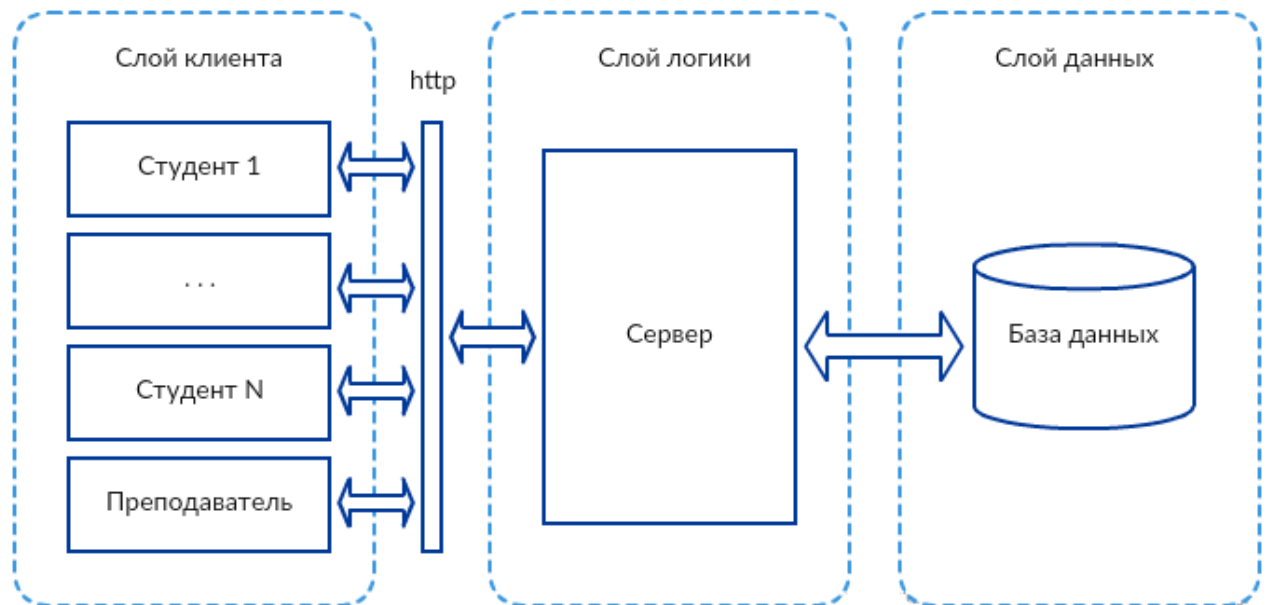 Слой клиента
Студент 1
. . .
Студент N
Преподаватель
http
Слой логики
Сервер
Слой данных
База данных